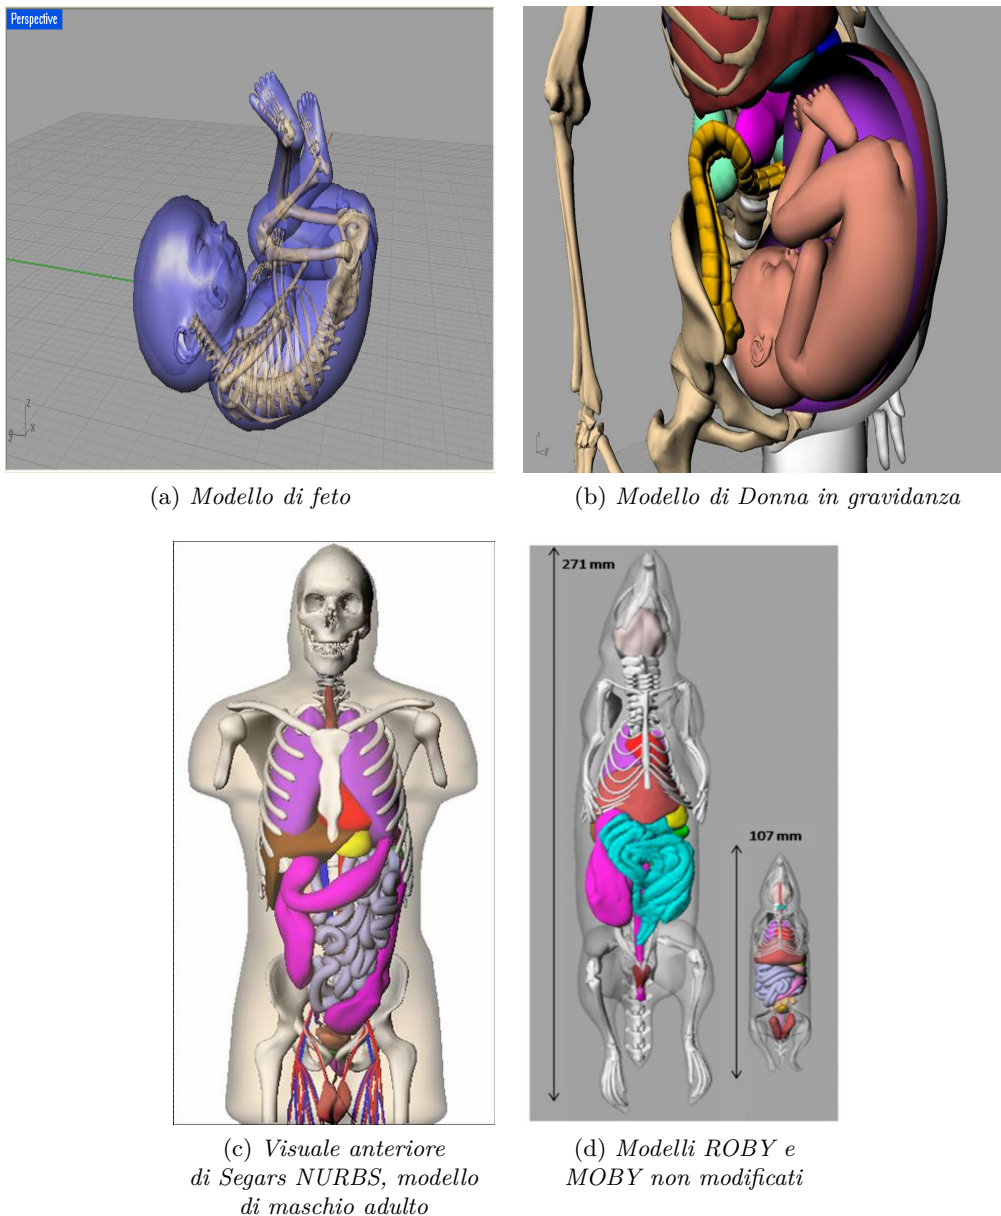 Perspective
z
y
x
(a) Modello di feto
(b) Modello di Donna in gravidanza
271 mm
107 mm
(c) Visuale anteriore
di Segars NURBS, modello
di maschio adulto
(d) Modelli ROBY e
MOBY non modificati